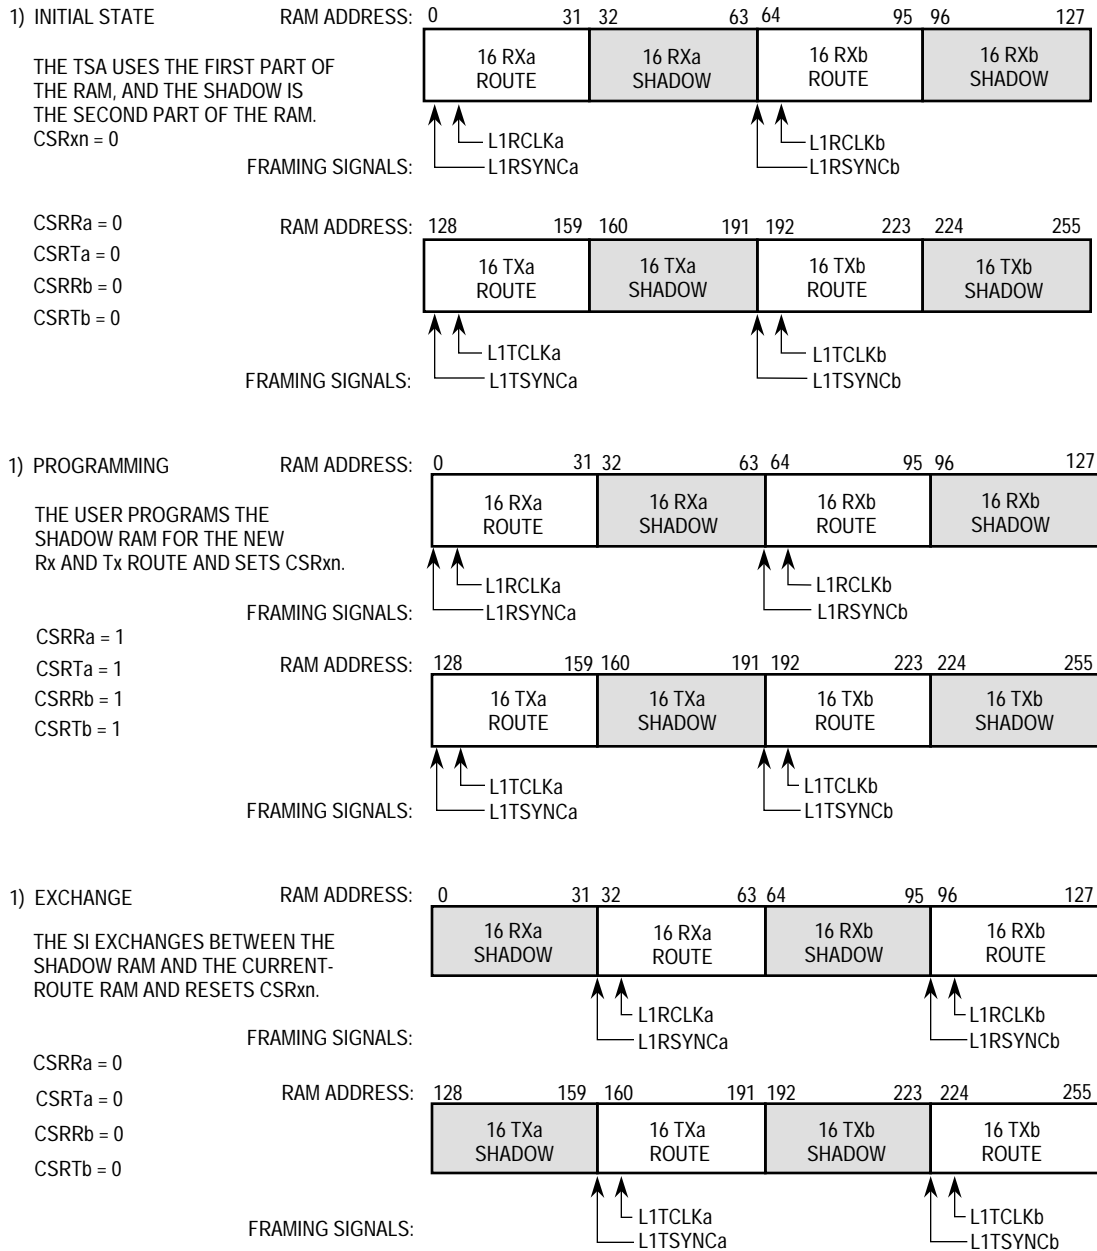 1) INITIAL STATE
RAM ADDRESS: 0 31 32 63 64 95 96 127
THE TSA USES THE FIRST PART OF
THE RAM, AND THE SHADOW IS
THE SECOND PART OF THE RAM.
CSRxn = 0
16 RXa
ROUTE
16 RXa
SHADOW
16 RXb
ROUTE
16 RXb
SHADOW
L1RCLKa
L1RCLKb
FRAMING SIGNALS: L1RSYNCa L1RSYNCb
CSRRa = 0
CSRTa = 0
CSRRb = 0
CSRTb = 0
RAM ADDRESS: 128 159 160 191 192 223 224 255
16 TXa
ROUTE
16 TXa
SHADOW
16 TXb
ROUTE
16 TXb
SHADOW
L1TCLKa
L1TCLKb
FRAMING SIGNALS: L1TSYNCa L1TSYNCb
1) PROGRAMMING
RAM ADDRESS: 0 31 32 63 64 95 96 127
THE USER PROGRAMS THE
SHADOW RAM FOR THE NEW
Rx AND Tx ROUTE AND SETS CSRxn.
16 RXa
ROUTE
16 RXa
SHADOW
16 RXb
ROUTE
16 RXb
SHADOW
L1RCLKa
L1RCLKb
FRAMING SIGNALS: L1RSYNCa L1RSYNCb
CSRRa = 1
CSRTa = 1
CSRRb = 1
CSRTb = 1
RAM ADDRESS: 128 159 160 191 192 223 224 255
16 TXa
ROUTE
16 TXa
SHADOW
16 TXb
ROUTE
16 TXb
SHADOW
L1TCLKa
L1TCLKb
FRAMING SIGNALS: L1TSYNCa L1TSYNCb
1) EXCHANGE
RAM ADDRESS: 0 31 32 63 64 95 96 127
THE SI EXCHANGES BETWEEN THE
SHADOW RAM AND THE CURRENT-
ROUTE RAM AND RESETS CSRxn.
16 RXa
SHADOW
16 RXa
ROUTE
16 RXb
SHADOW
16 RXb
ROUTE
L1RCLKa
L1RCLKb
FRAMING SIGNALS: L1RSYNCa L1RSYNCb
CSRRa = 0
CSRTa = 0
CSRRb = 0
CSRTb = 0
RAM ADDRESS: 128 159 160 191 192 223 224 255
16 TXa
SHADOW
16 TXa
ROUTE
16 TXb
SHADOW
16 TXb
ROUTE
L1TCLKa
L1TCLKb
FRAMING SIGNALS: L1TSYNCa L1TSYNCb